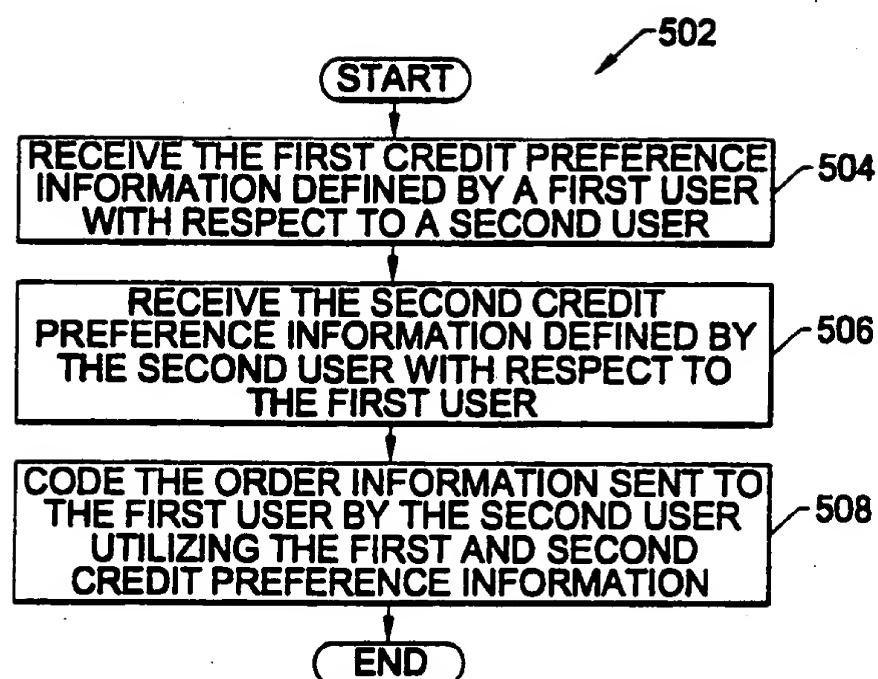 502
START
RECEIVE THE FIRST CREDIT PREFERENCE
INFORMATION DEFINED BY A FIRST USER
WITH RESPECT TO A SECOND USER
504
RECEIVE THE SECOND CREDIT
PREFERENCE INFORMATION DEFINED BY
THE SECOND USER WITH RESPECT TO
THE FIRST USER
506
CODE THE ORDER INFORMATION SENT TO
THE FIRST USER BY THE SECOND USER
UTILIZING THE FIRST AND SECOND
CREDIT PREFERENCE INFORMATION
508
END